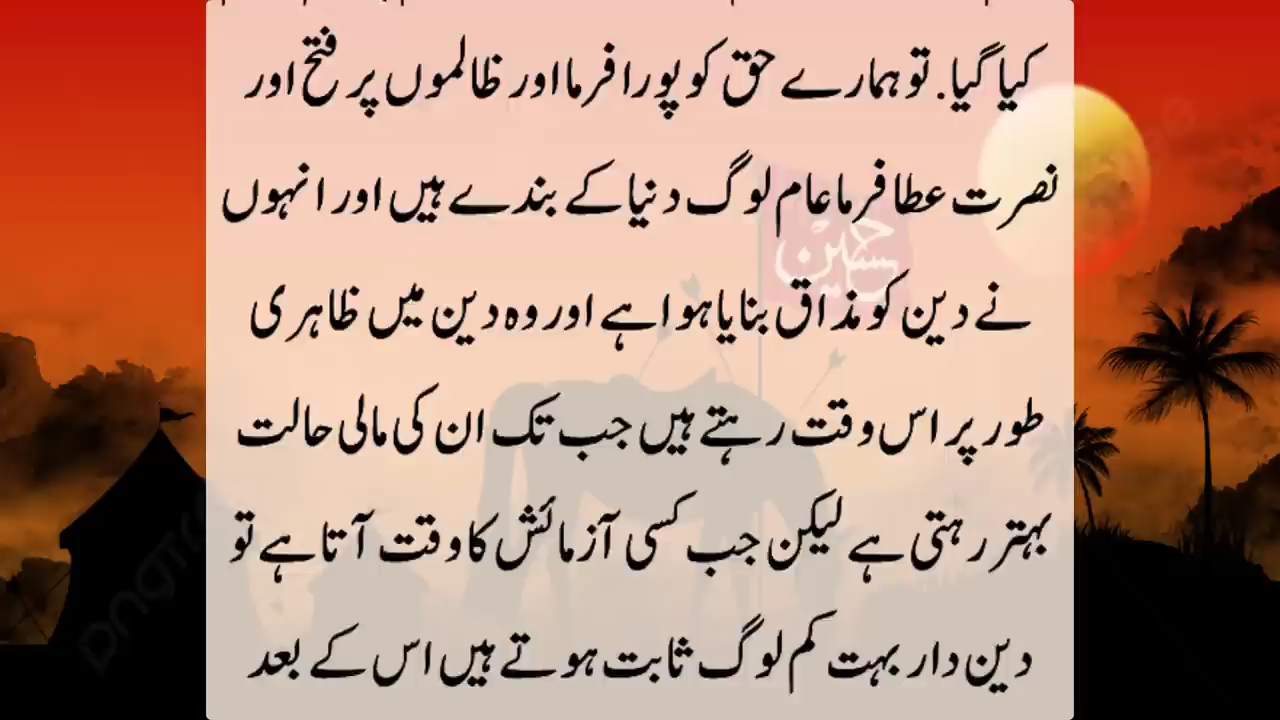 کیا گیا. تو ہمارے حق کو پورا فرما اور ظالموں پر فتح اور
نصرت عطا فرما عام لوگ دنیا کے بندے ہیں اور انہوں
نے دین کو مذاق بنایا ہوا ہے اور وہ دین میں ظاہری
طور پر اس وقت رہتے ہیں جب تک ان کی مالی حالت
بہتر رہتی ہے لیکن جب کسی آزمائش کا وقت آتا ہے تو
دین دار بہت کم لوگ ثابت ہوتے ہیں اس کے بعد
حسین